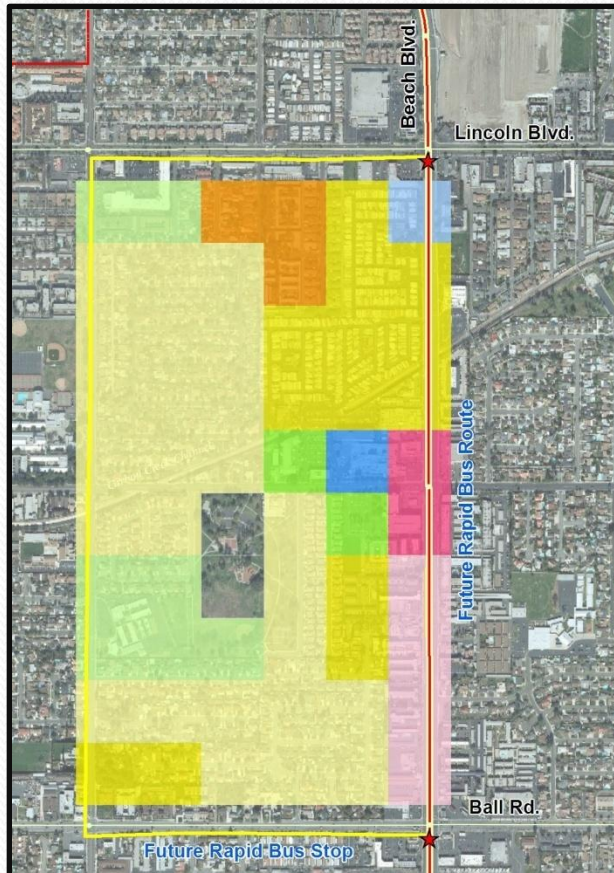 Beach Blvd.
Lincoln Blvd.
Future Rapid Bus Route
Ball Rd.
Future Rapid Bus Stop